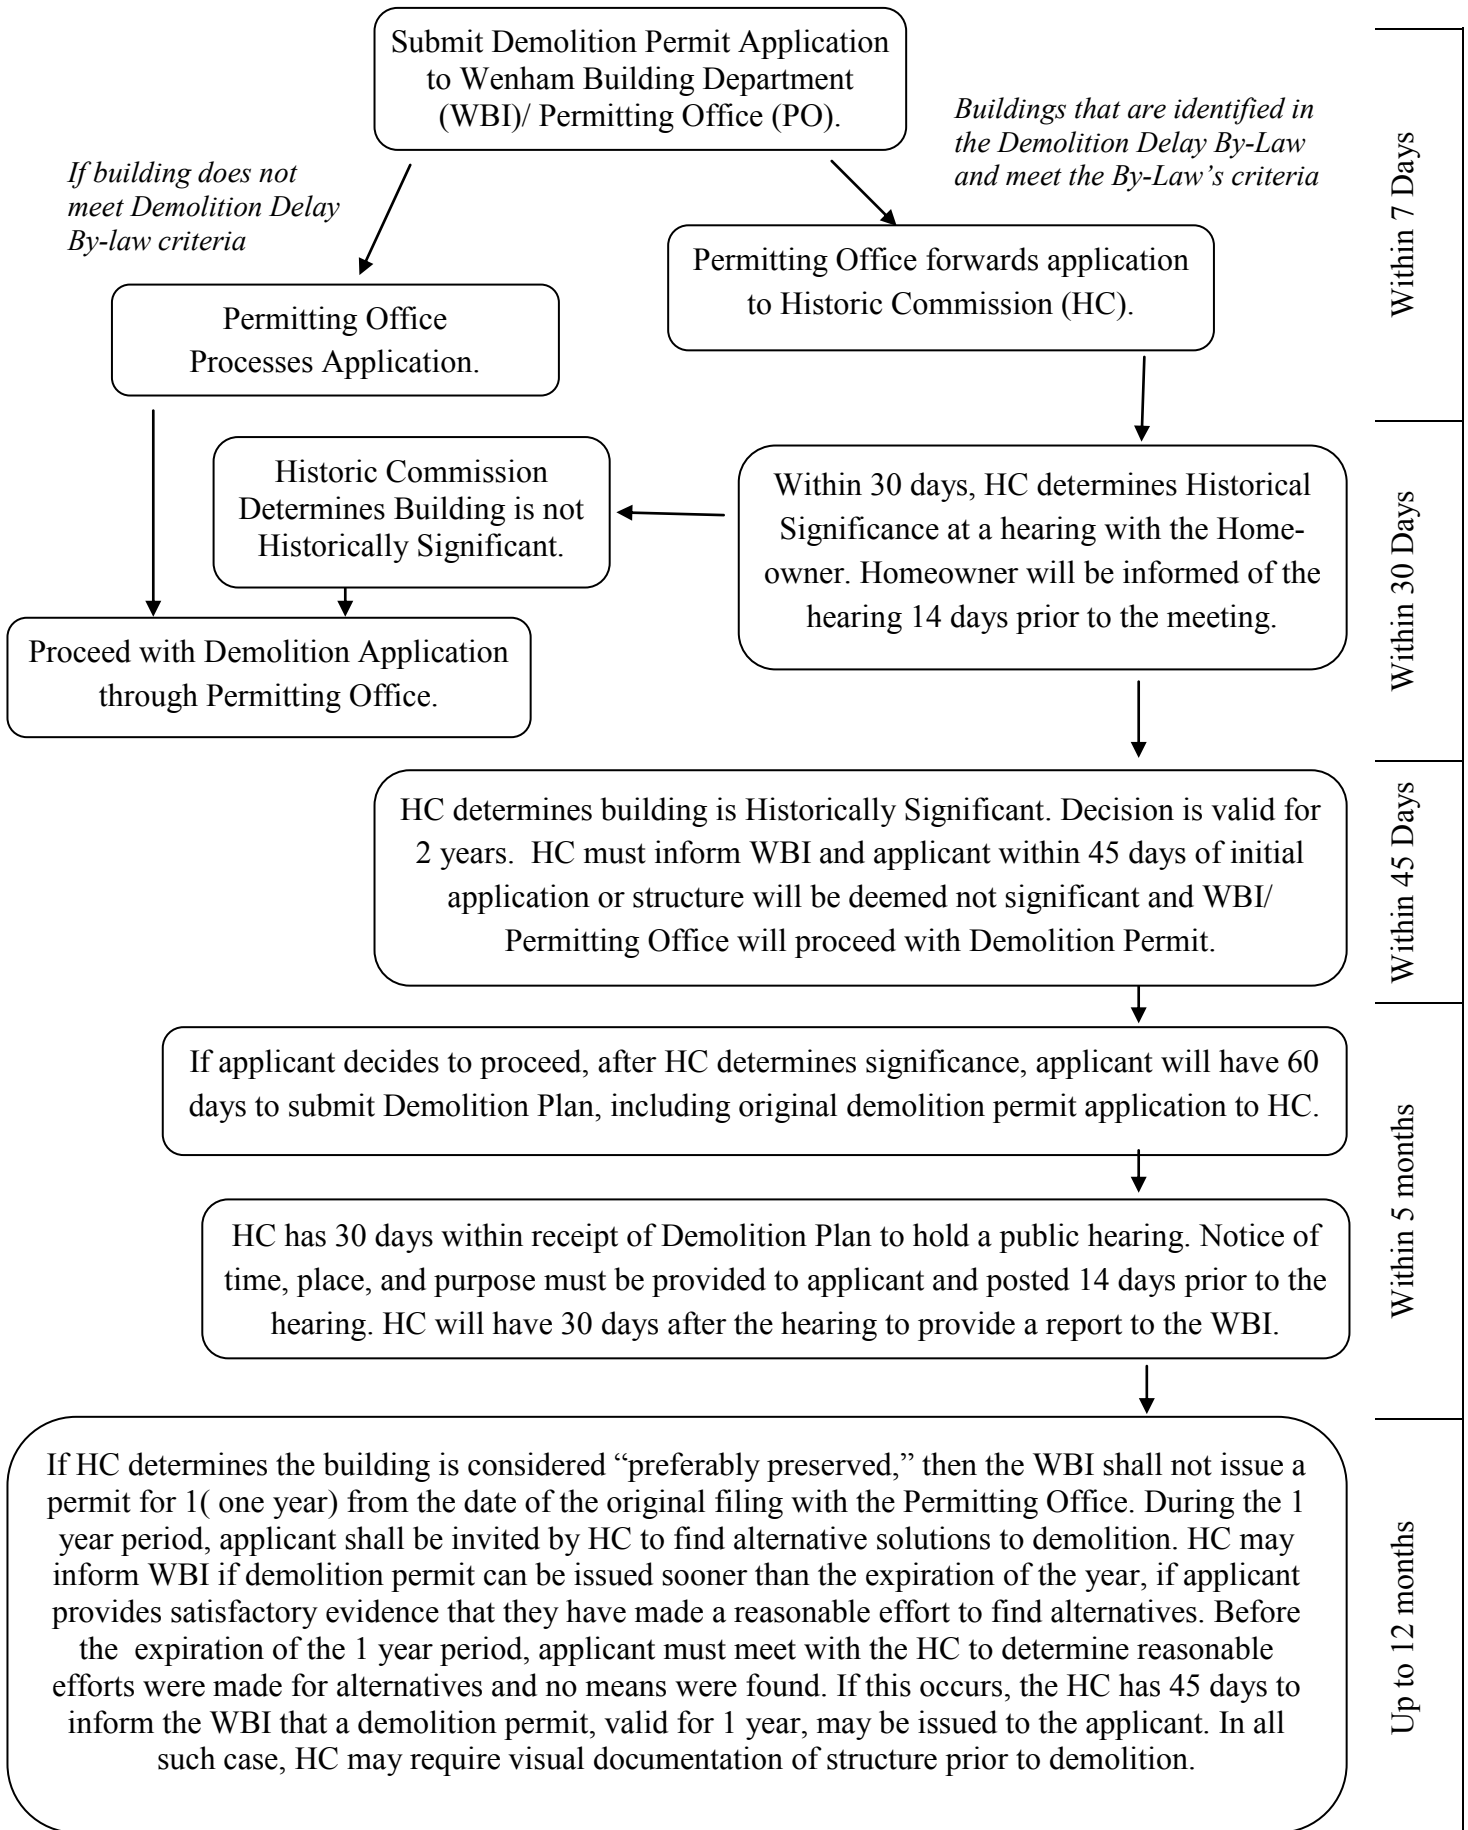 Submit Demolition Permit Application
to Wenham Building Department
(WBI)/ Permitting Office (PO).
If building does not
meet Demolition Delay
By-law criteria
Buildings that are identified in
the Demolition Delay By-Law
and meet the By-Law’s criteria
Within 7 Days
Permitting Office
Processes Application.
Permitting Office forwards application
to Historic Commission (HC).
Historic Commission
Determines Building is not
Historically Significant.
Within 30 days, HC determines Historical
Significance at a hearing with the Home-
owner. Homeowner will be informed of the
hearing 14 days prior to the meeting.
Within 30 Days
Proceed with Demolition Application
through Permitting Office.
HC determines building is Historically Significant. Decision is valid for
2 years.  HC must inform WBI and applicant within 45 days of initial
application or structure will be deemed not significant and WBI/
Permitting Office will proceed with Demolition Permit.
Within 45 Days
If applicant decides to proceed, after HC determines significance, applicant will have 60
days to submit Demolition Plan, including original demolition permit application to HC.
HC has 30 days within receipt of Demolition Plan to hold a public hearing. Notice of
time, place, and purpose must be provided to applicant and posted 14 days prior to the
hearing. HC will have 30 days after the hearing to provide a report to the WBI.
Within 5 months
If HC determines the building is considered “preferably preserved,” then the WBI shall not issue a
permit for 1( one year) from the date of the original filing with the Permitting Office. During the 1
year period, applicant shall be invited by HC to find alternative solutions to demolition. HC may
inform WBI if demolition permit can be issued sooner than the expiration of the year, if applicant
provides satisfactory evidence that they have made a reasonable effort to find alternatives. Before
the  expiration of the 1 year period, applicant must meet with the HC to determine reasonable
efforts were made for alternatives and no means were found. If this occurs, the HC has 45 days to
inform the WBI that a demolition permit, valid for 1 year, may be issued to the applicant. In all
such case, HC may require visual documentation of structure prior to demolition.
Up to 12 months